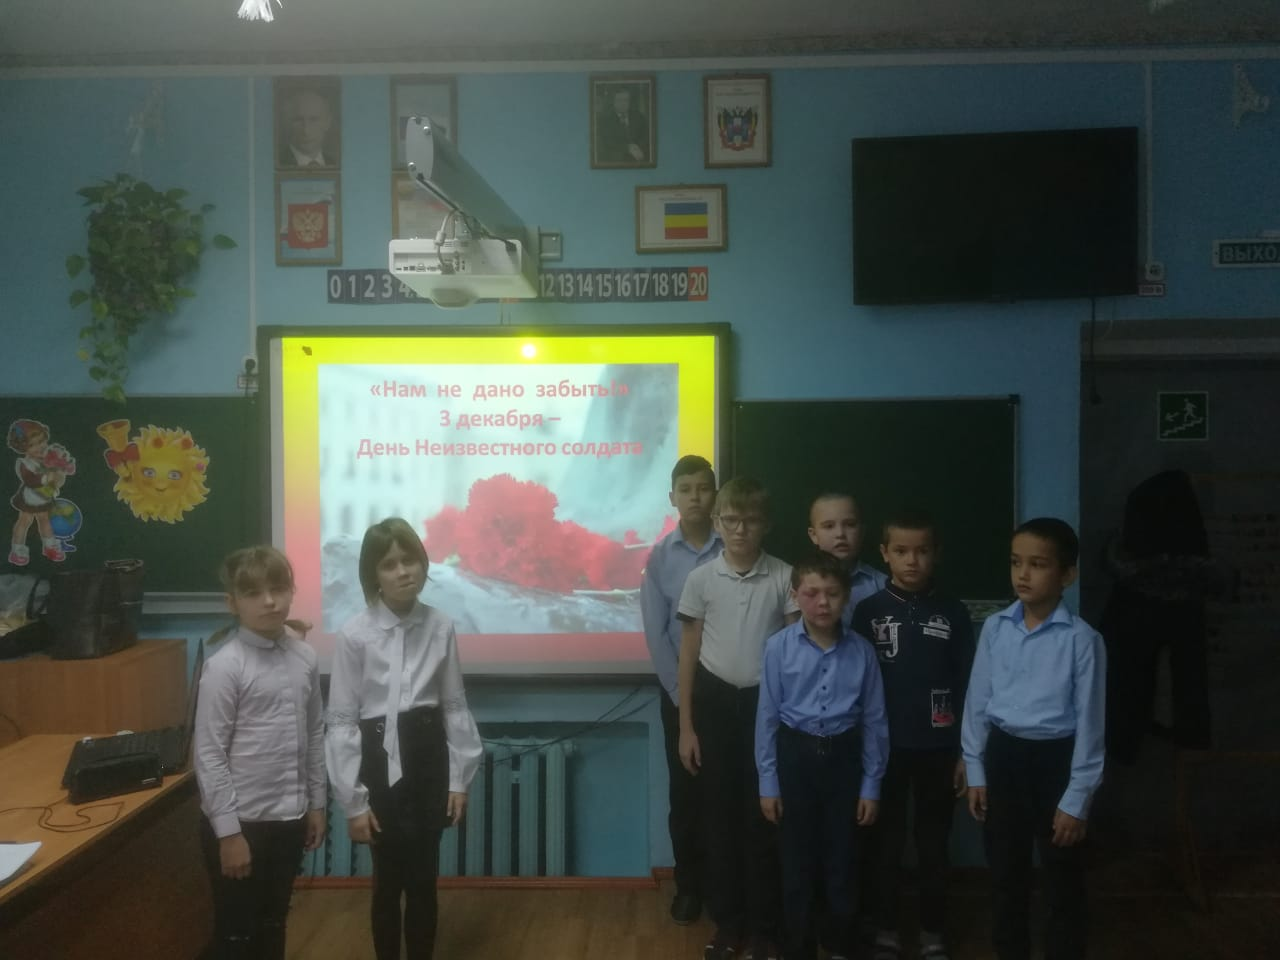 0 1 2 3 4 12 13 14 15 16 17 18 19 20
ВЫХО
«Нам не дано забыть!»
3 декабря –
День Неизвестного солдата